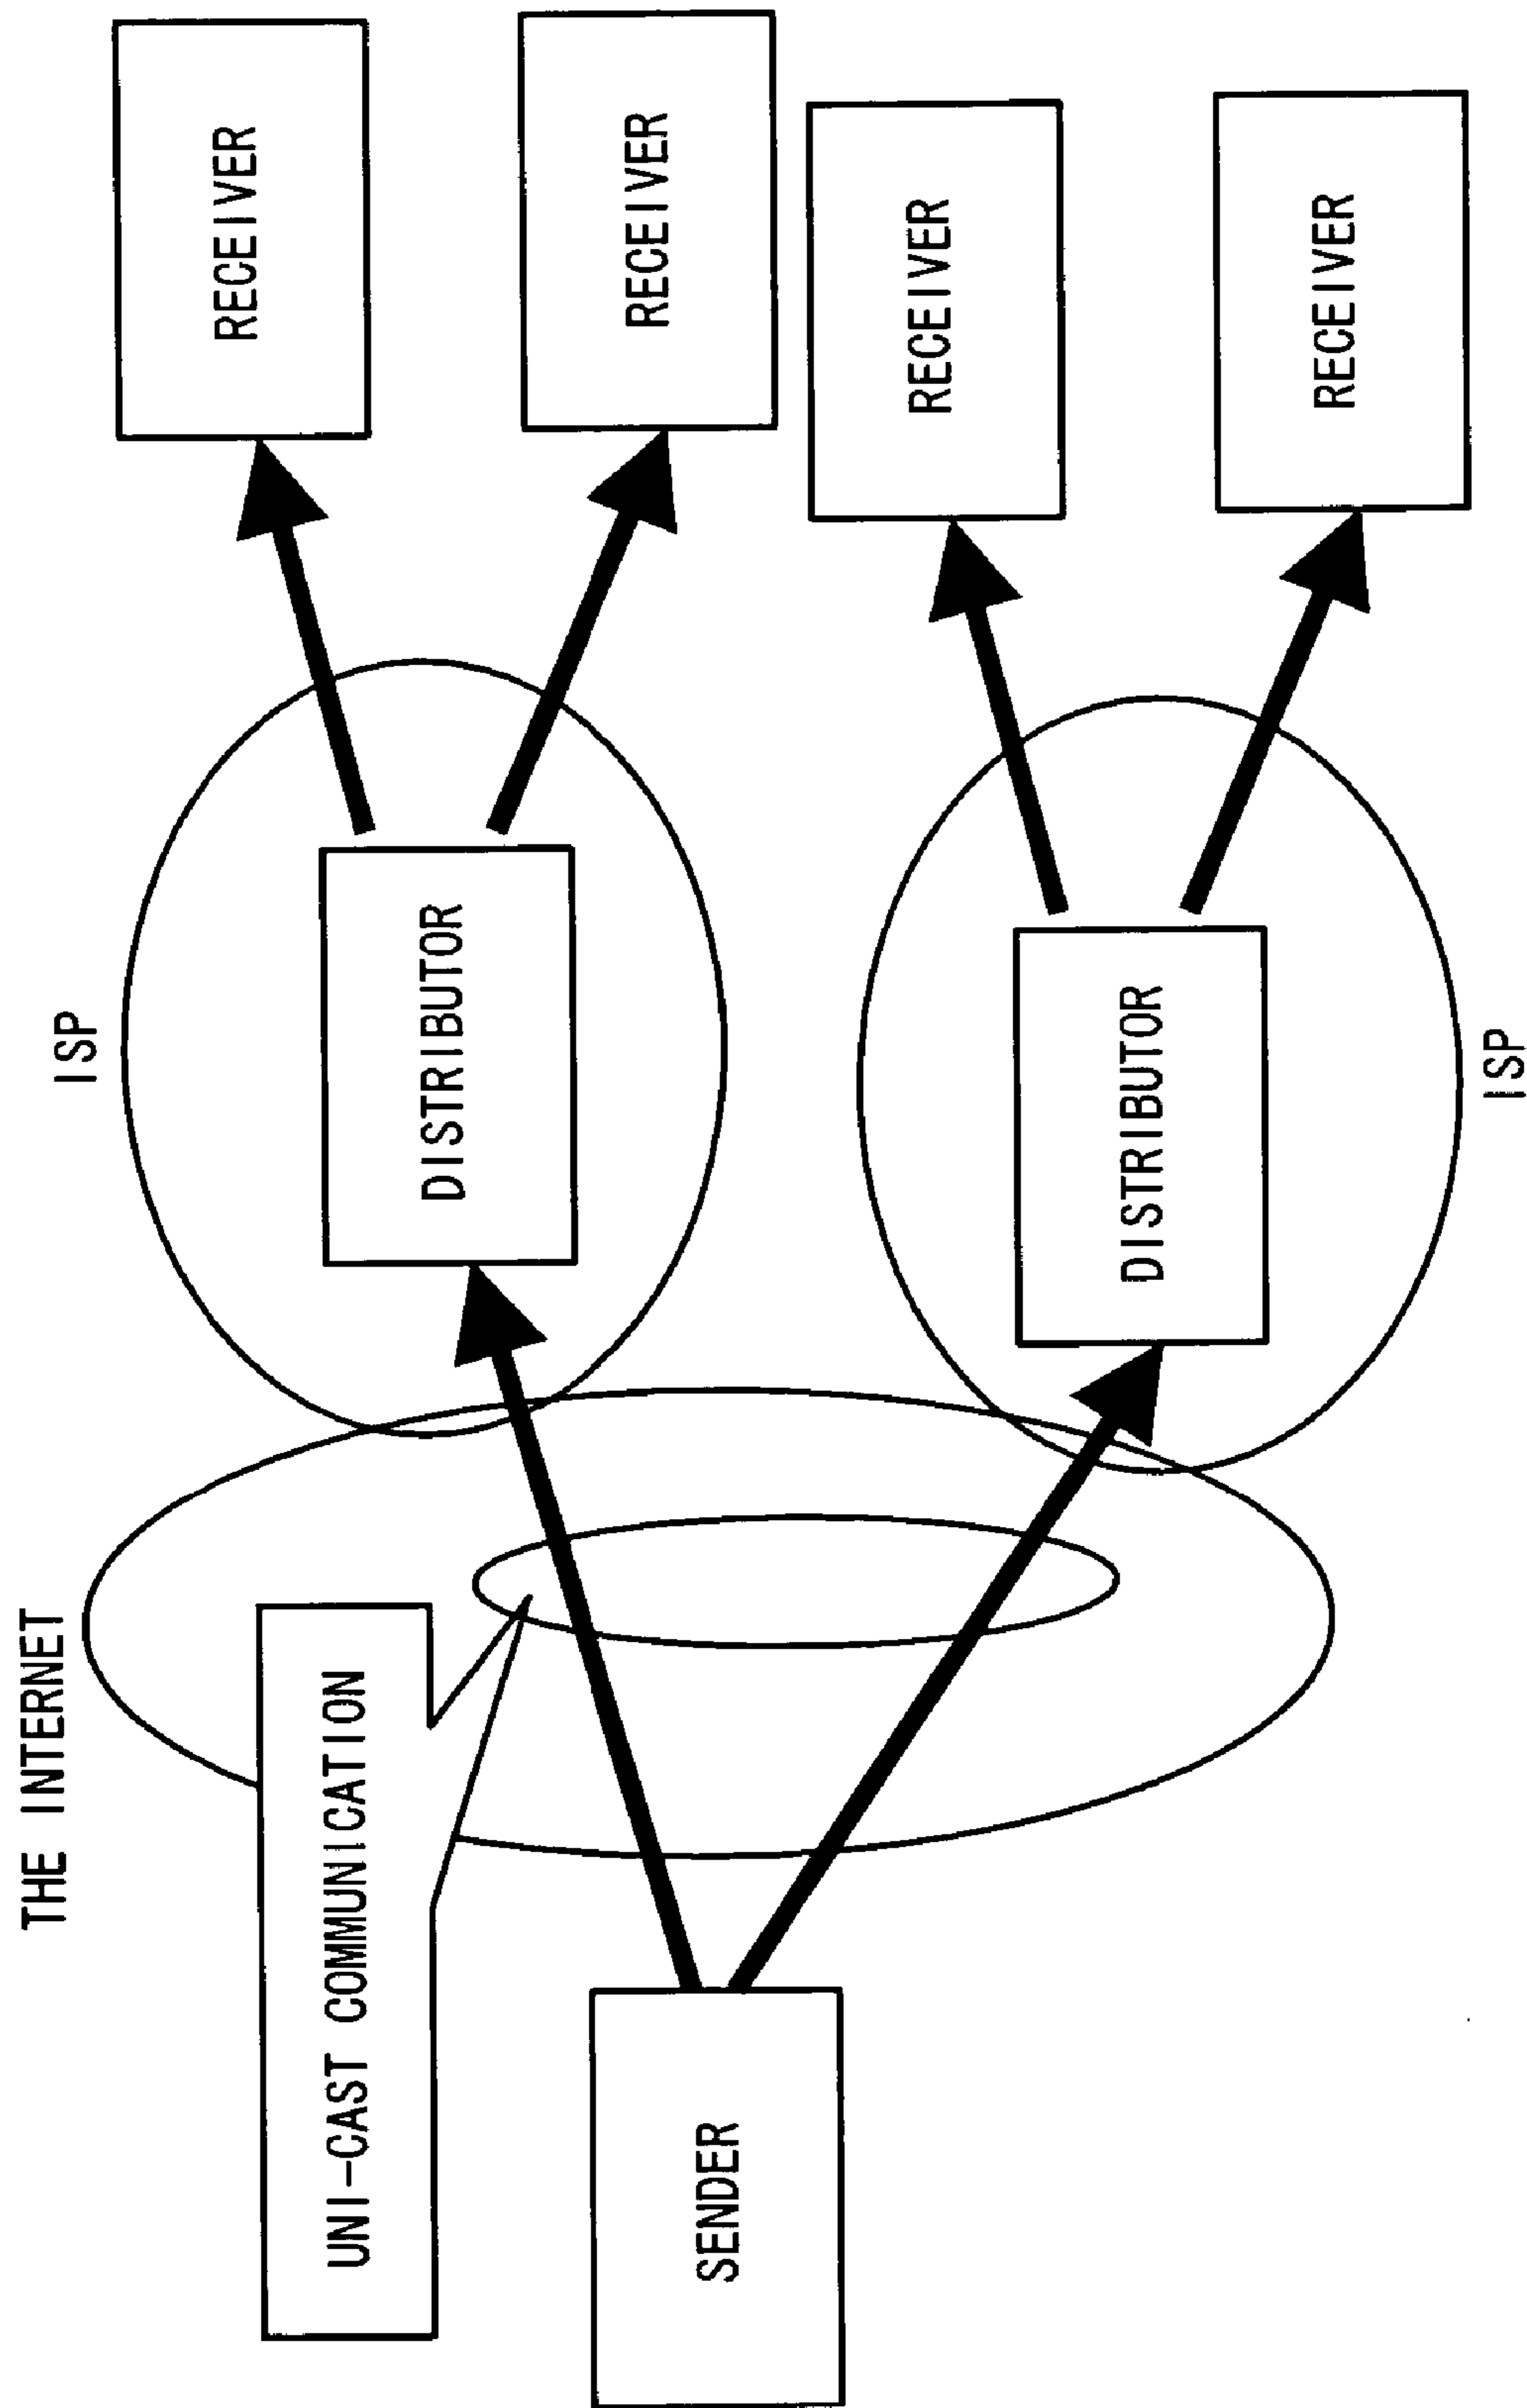 THE INTERNET
ISP
UNI-CAST COMMUNICATION
SENDER
DISTRIBUTOR
RECEIVER
RECEIVER
DISTRIBUTOR
RECEIVER
RECEIVER
ISP